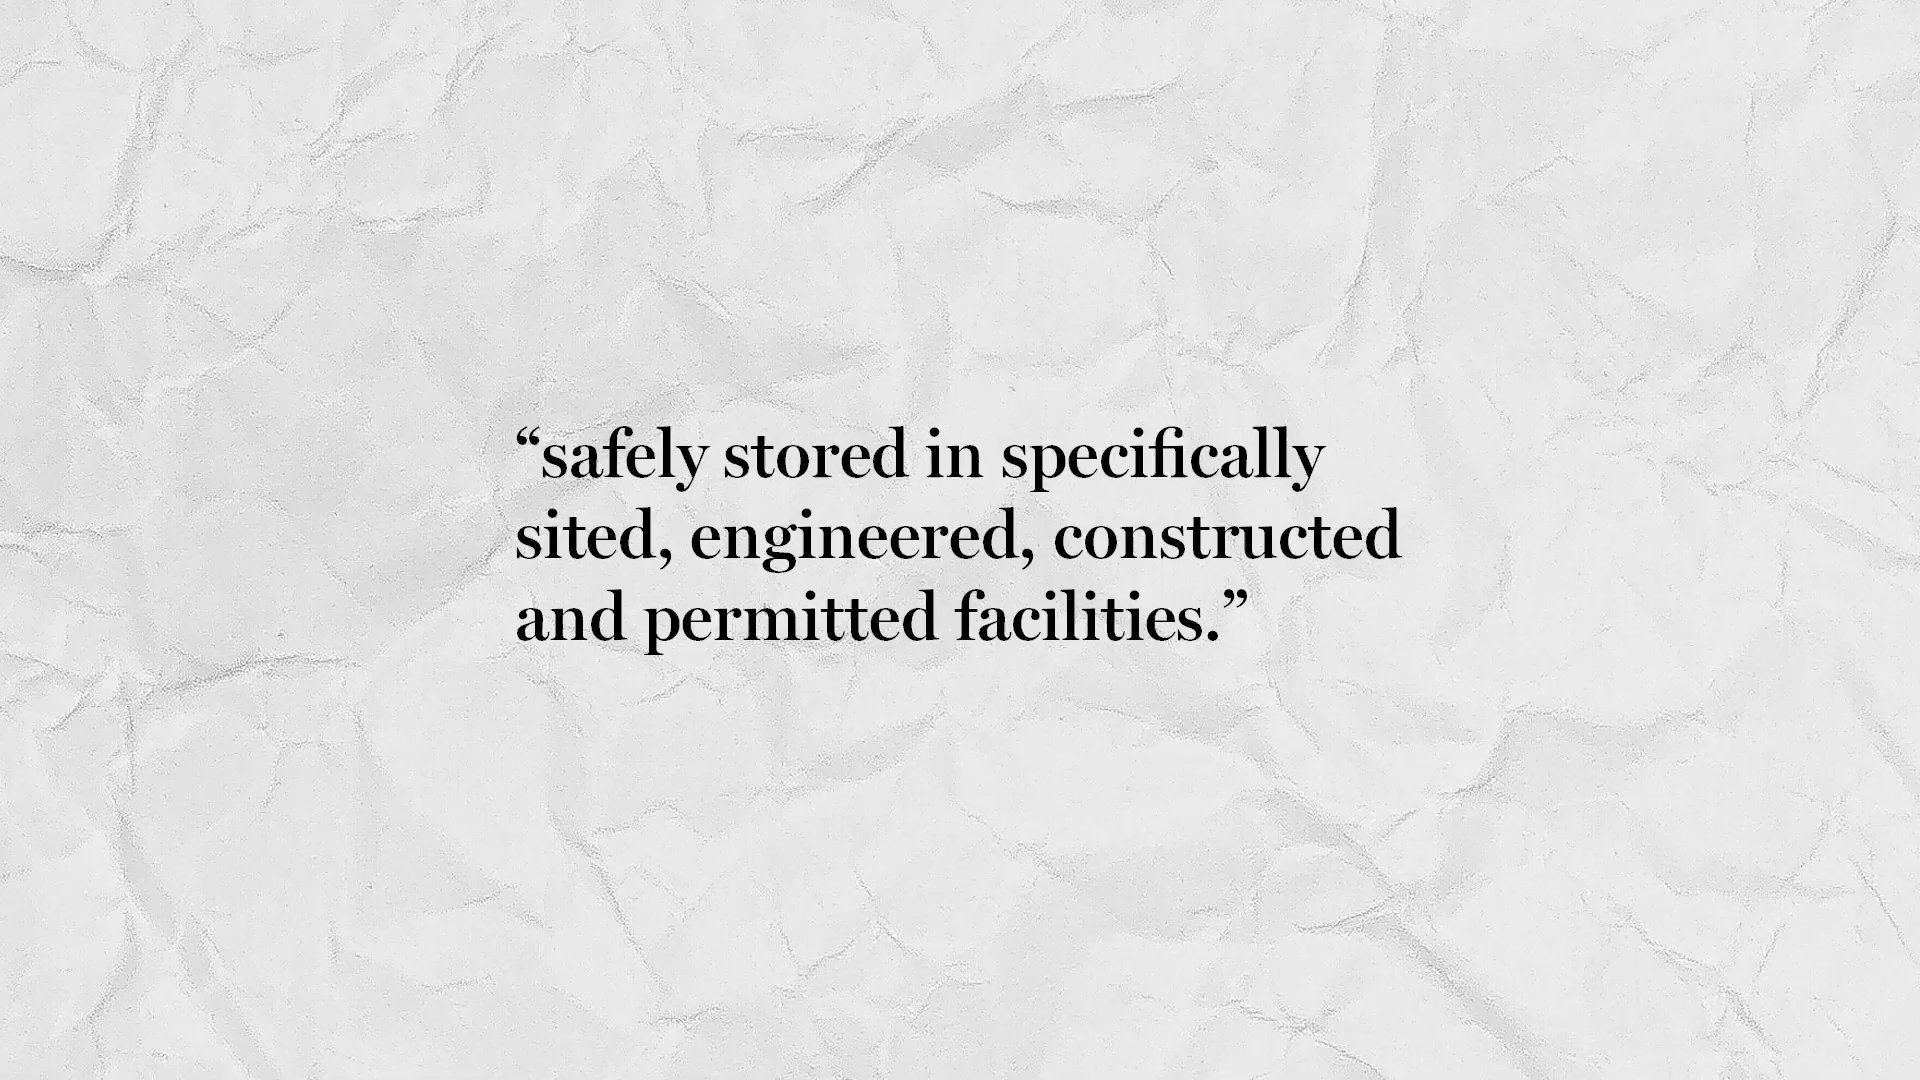 “safely stored in specifically
sited, engineered, constructed
and permitted facilities.”